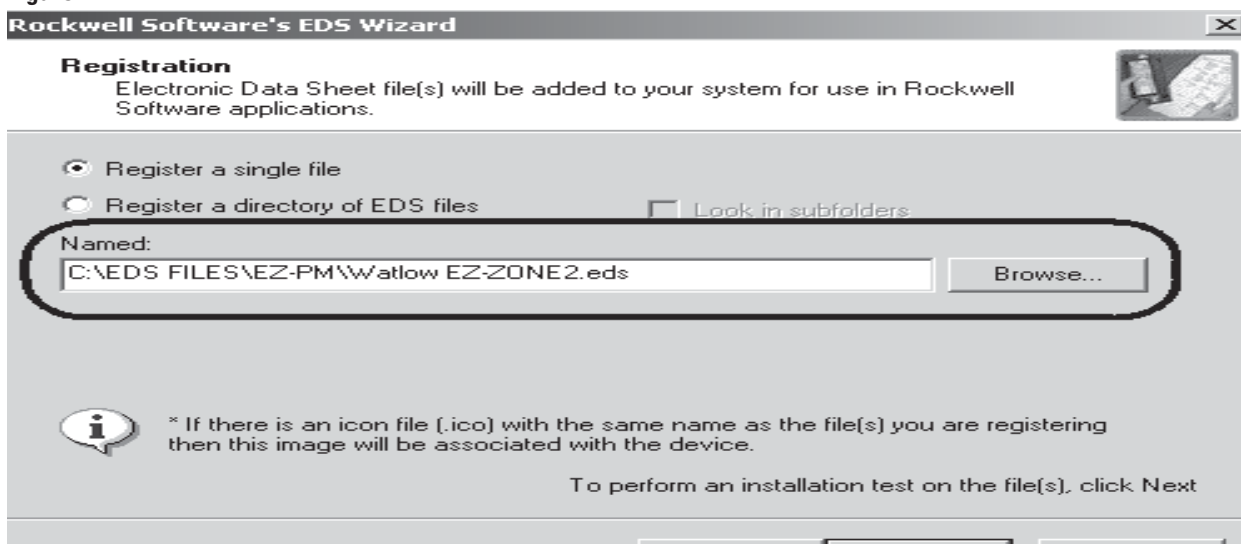 Rockwell Software's EDS Wizard
Registration
Electronic Data Sheet file(s) will be added to your system for use in Rockwell
Software applications.
Register a single file
Register a directory of EDS files
Look in subfolders
Named:
C:\EDS FILES\EZ-PM\Watlow EZ-ZONE2.eds
Browse...
* If there is an icon file (.ico) with the same name as the file(s) you are registering
then this image will be associated with the device.
To perform an installation test on the file(s), click Next